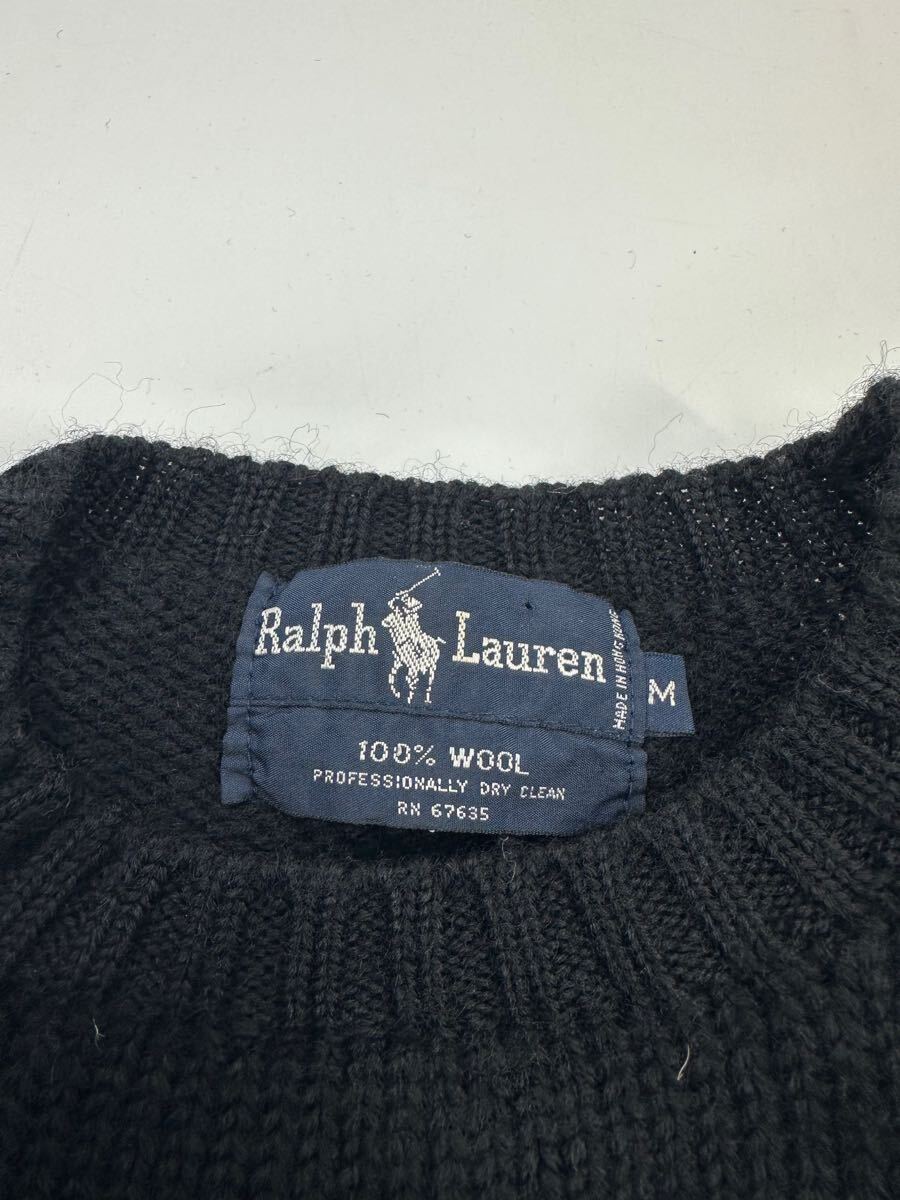 Ralph Lauren
MADE IN HONG KONG
M
100% WOOL
PROFESSIONALLY DRY CLEAN
RN 67635